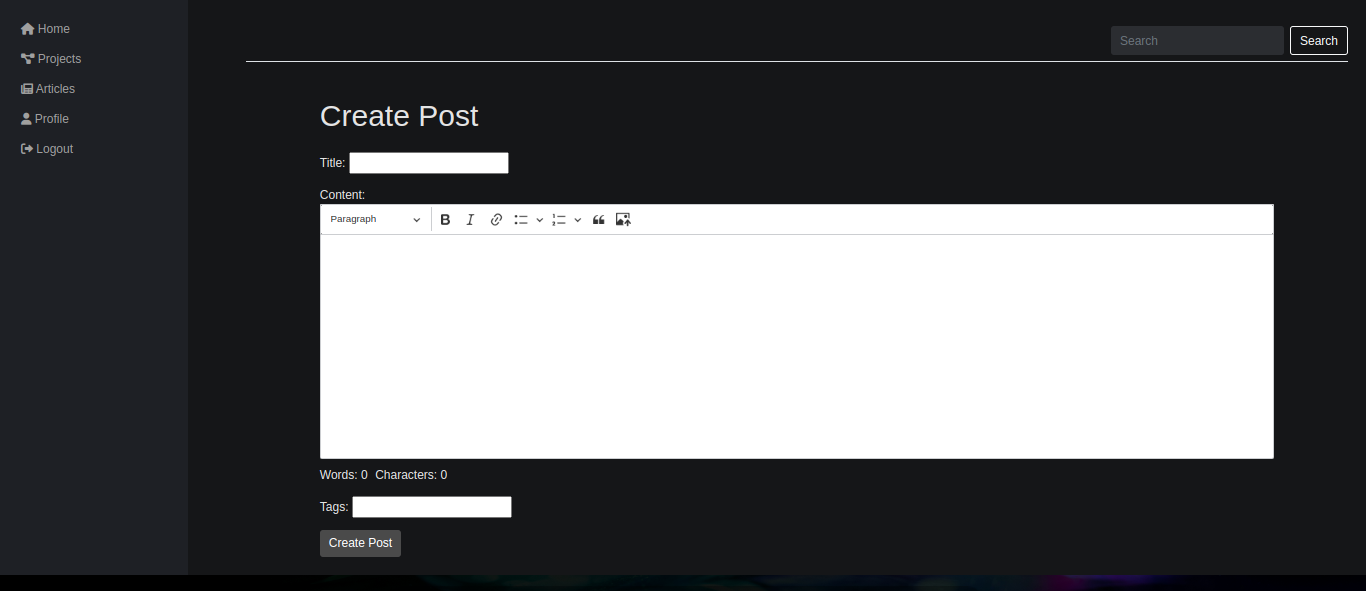 Home
Projects
Articles
Profile
Logout
Search Search
Create Post
Title:
Content:
Paragraph B I
Words: 0 Characters: 0
Tags:
Create Post